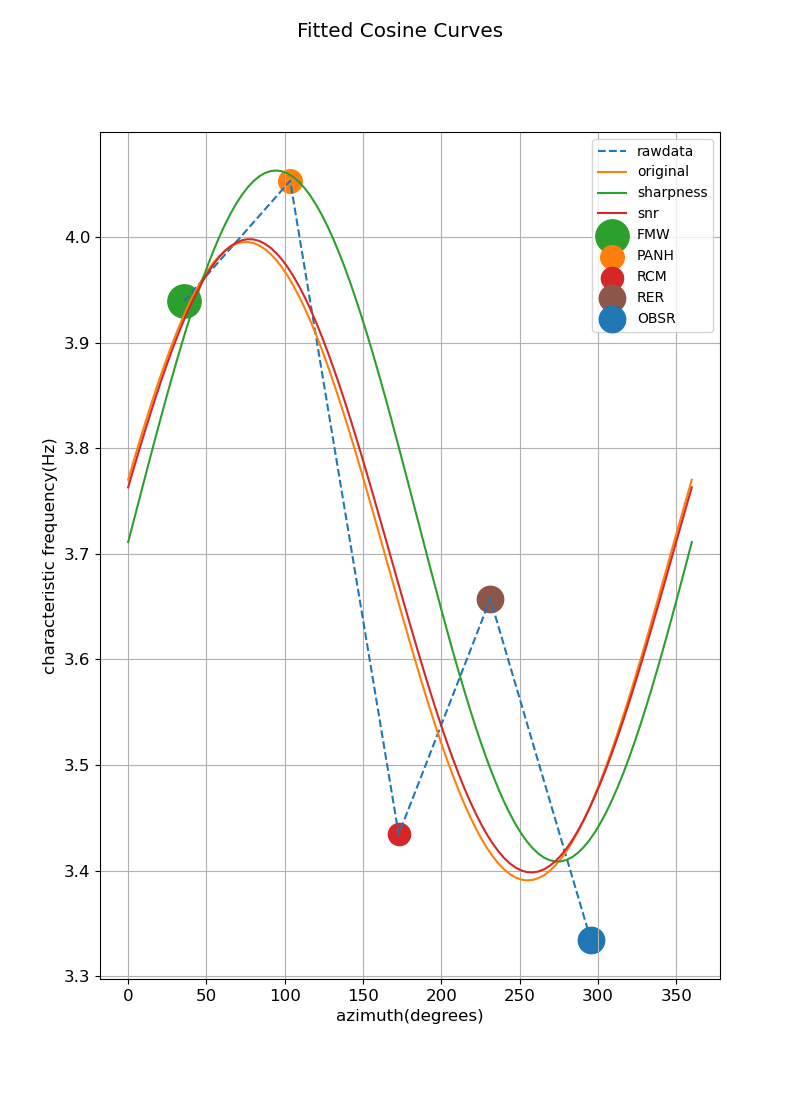 Fitted Cosine Curves
rawdata
original
sharpness
snr
FMW
PANH
RCM
RER
OBSR
characteristic frequency(Hz)
4.0
3.9
3.8
3.7
3.6
3.5
3.4
3.3
0 50 100 150 200 250 300 350
azimuth(degrees)